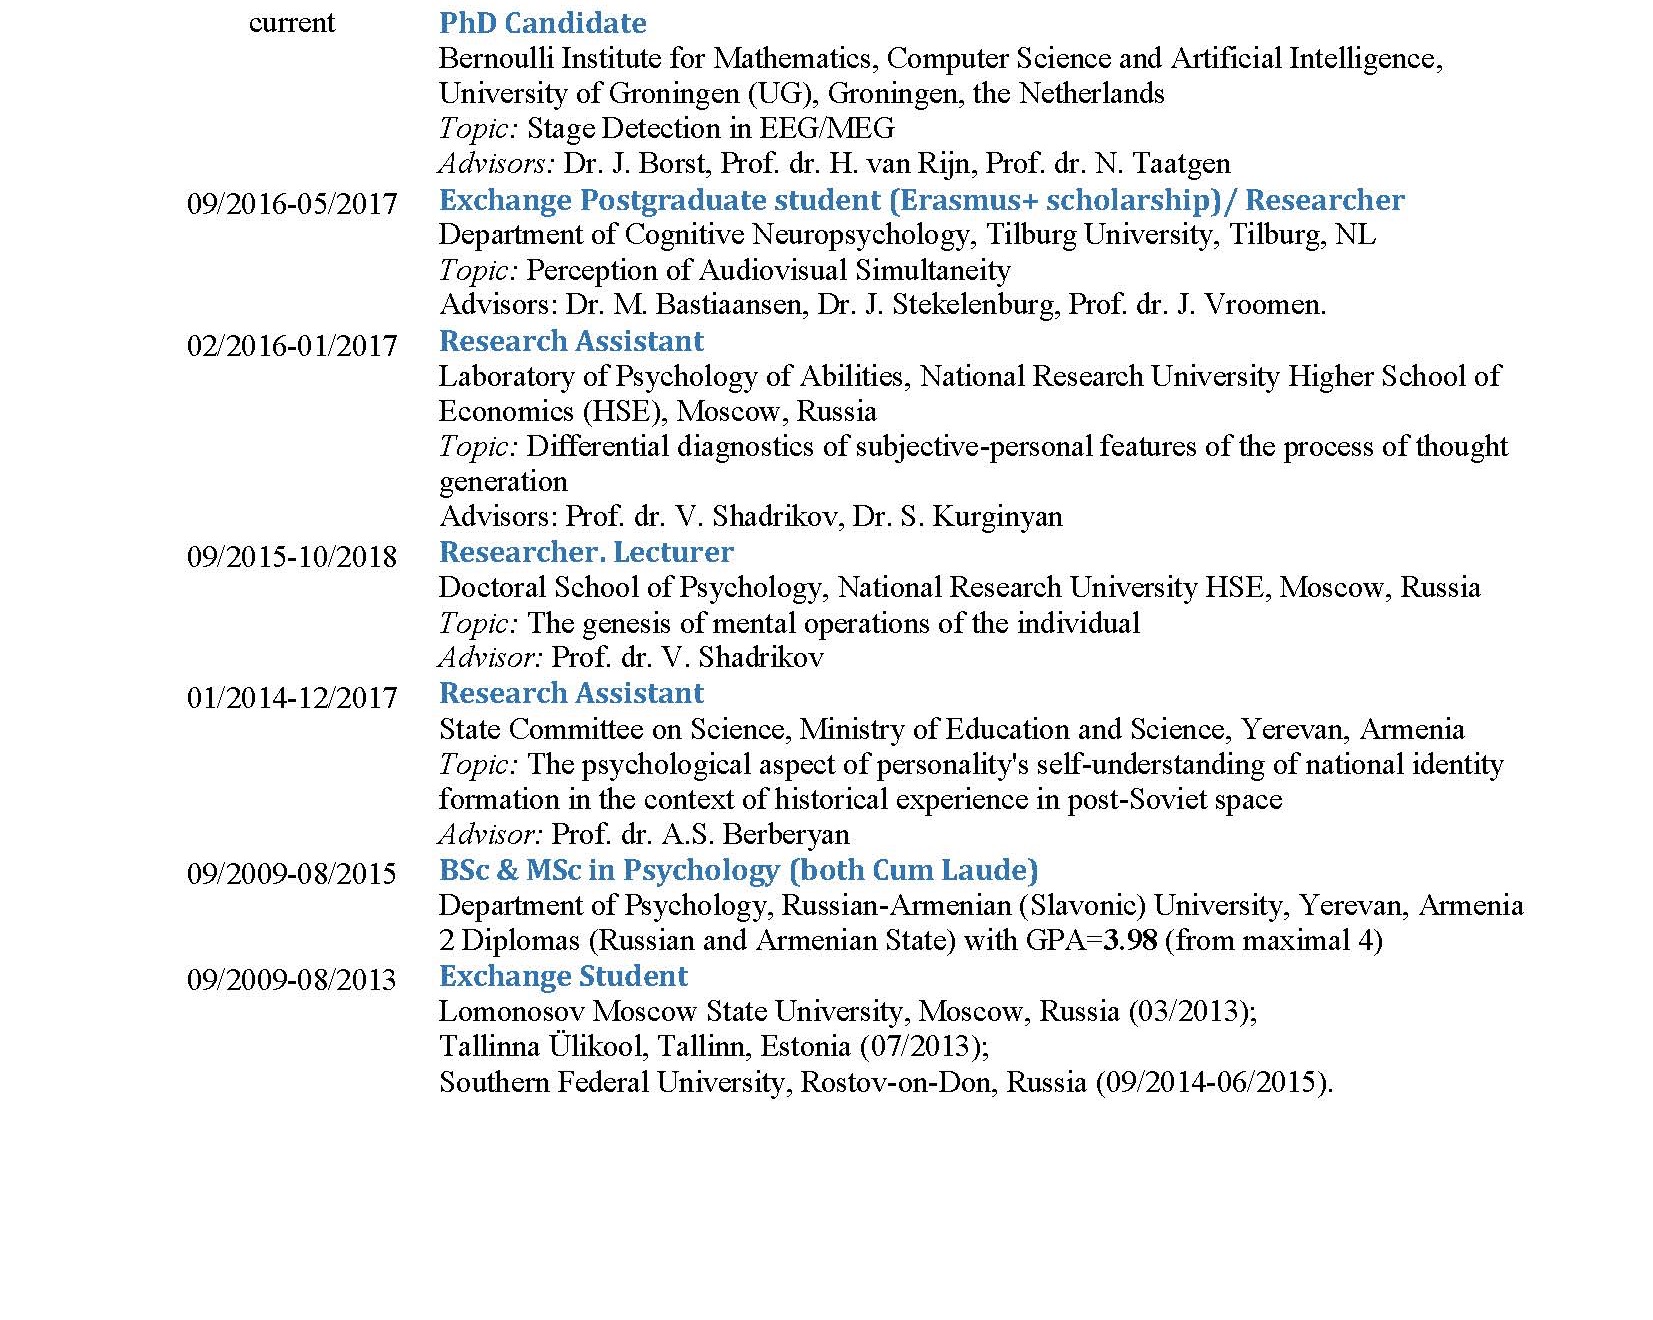 current PhD Candidate
Bernoulli Institute for Mathematics, Computer Science and Artificial Intelligence,
University of Groningen (UG), Groningen, the Netherlands
Topic: Stage Detection in EEG/MEG
Advisors: Dr. J. Borst, Prof. dr. H. van Rijn, Prof. dr. N. Taatgen
09/2016-05/2017 Exchange Postgraduate student (Erasmus+ scholarship)/ Researcher
Department of Cognitive Neuropsychology, Tilburg University, Tilburg, NL
Topic: Perception of Audiovisual Simultaneity
Advisors: Dr. M. Bastiaansen, Dr. J. Stekelenburg, Prof. dr. J. Vroomen.
02/2016-01/2017 Research Assistant
Laboratory of Psychology of Abilities, National Research University Higher School of
Economics (HSE), Moscow, Russia
Topic: Differential diagnostics of subjective-personal features of the process of thought
generation
Advisors: Prof. dr. V. Shadrikov, Dr. S. Kurginyan
09/2015-10/2018 Researcher. Lecturer
Doctoral School of Psychology, National Research University HSE, Moscow, Russia
Topic: The genesis of mental operations of the individual
Advisor: Prof. dr. V. Shadrikov
01/2014-12/2017 Research Assistant
State Committee on Science, Ministry of Education and Science, Yerevan, Armenia
Topic: The psychological aspect of personality's self-understanding of national identity
formation in the context of historical experience in post-Soviet space
Advisor: Prof. dr. A.S. Berberyan
09/2009-08/2015 BSc & MSc in Psychology (both Cum Laude)
Department of Psychology, Russian-Armenian (Slavonic) University, Yerevan, Armenia
2 Diplomas (Russian and Armenian State) with GPA=3.98 (from maximal 4)
09/2009-08/2013 Exchange Student
Lomonosov Moscow State University, Moscow, Russia (03/2013);
Tallinna Ülikool, Tallinn, Estonia (07/2013);
Southern Federal University, Rostov-on-Don, Russia (09/2014-06/2015).